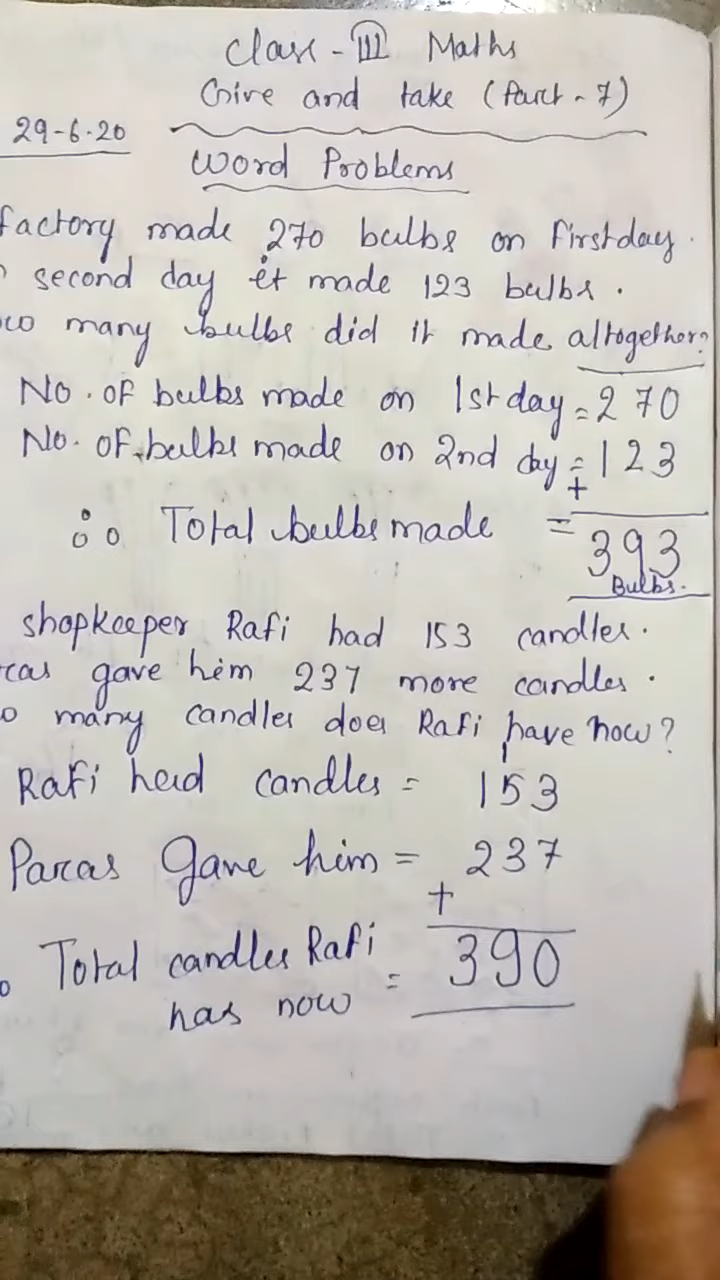 Class - III Maths
Give and take (Part - 7)
29-6-20
Word Problems
factory made 270 bulbs on first day.
second day it made 123 bulbs.
many bulbs did it made altogether?
No. of bulbs made on 1st day = 270
No. of bulbs made on 2nd day = 123
+
∴ Total bulbs made = 393
Bulbs.
shopkeeper Rafi had 153 candles.
gave him 237 more candles.
many candles does Rafi have now?
Rafi had candles = 153
Paras gave him = 237
+
Total candles Rafi
has now = 390